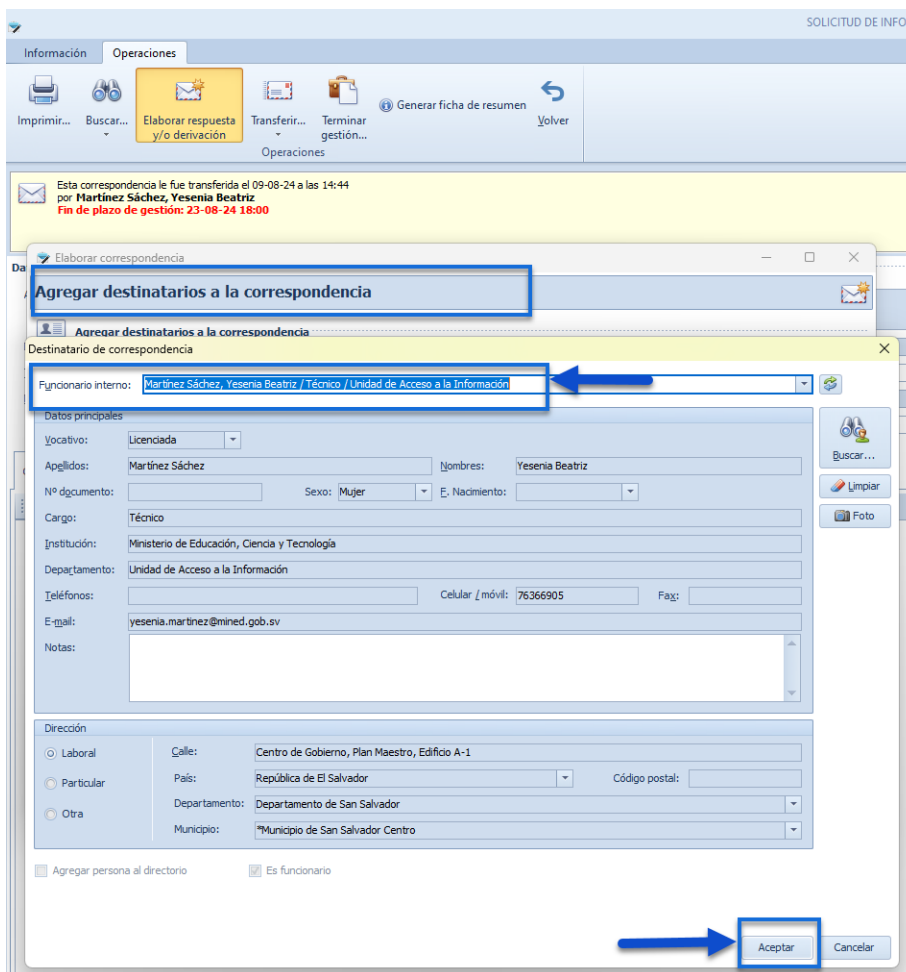 SOLICITUD DE INFO
Información Operaciones
Imprimir... Buscar... Elaborar respuesta y/o derivación Transferir... Terminar gestión... Generar ficha de resumen Volver
Operaciones
Esta correspondencia le fue transferida el 09-08-24 a las 14:44
por Martínez Sáchez, Yesenia Beatriz
Fin de plazo de gestión: 23-08-24 18:00
Elaborar correspondencia
Da
Agregar destinatarios a la correspondencia
Agregar destinatarios a la correspondencia
Destinatario de correspondencia
Funcionario interno: Martínez Sáchez, Yesenia Beatriz / Técnico / Unidad de Acceso a la Información
Datos principales
Vocativo: Licenciada
Buscar...
Apellidos: Martínez Sáchez Nombres: Yesenia Beatriz
Nº documento: Sexo: Mujer F. Nacimiento: Limpiar
Cargo: Técnico Foto
Institución: Ministerio de Educación, Ciencia y Tecnología
Departamento: Unidad de Acceso a la Información
Teléfonos: Celular / móvil: 76366905 Fax:
E-mail: yesenia.martinez@mined.gob.sv
Notas:
Dirección
Laboral Calle: Centro de Gobierno, Plan Maestro, Edificio A-1
Particular País: República de El Salvador Código postal:
Otra Departamento: Departamento de San Salvador
Municipio: *Municipio de San Salvador Centro
Agregar persona al directorio Es funcionario
Aceptar Cancelar